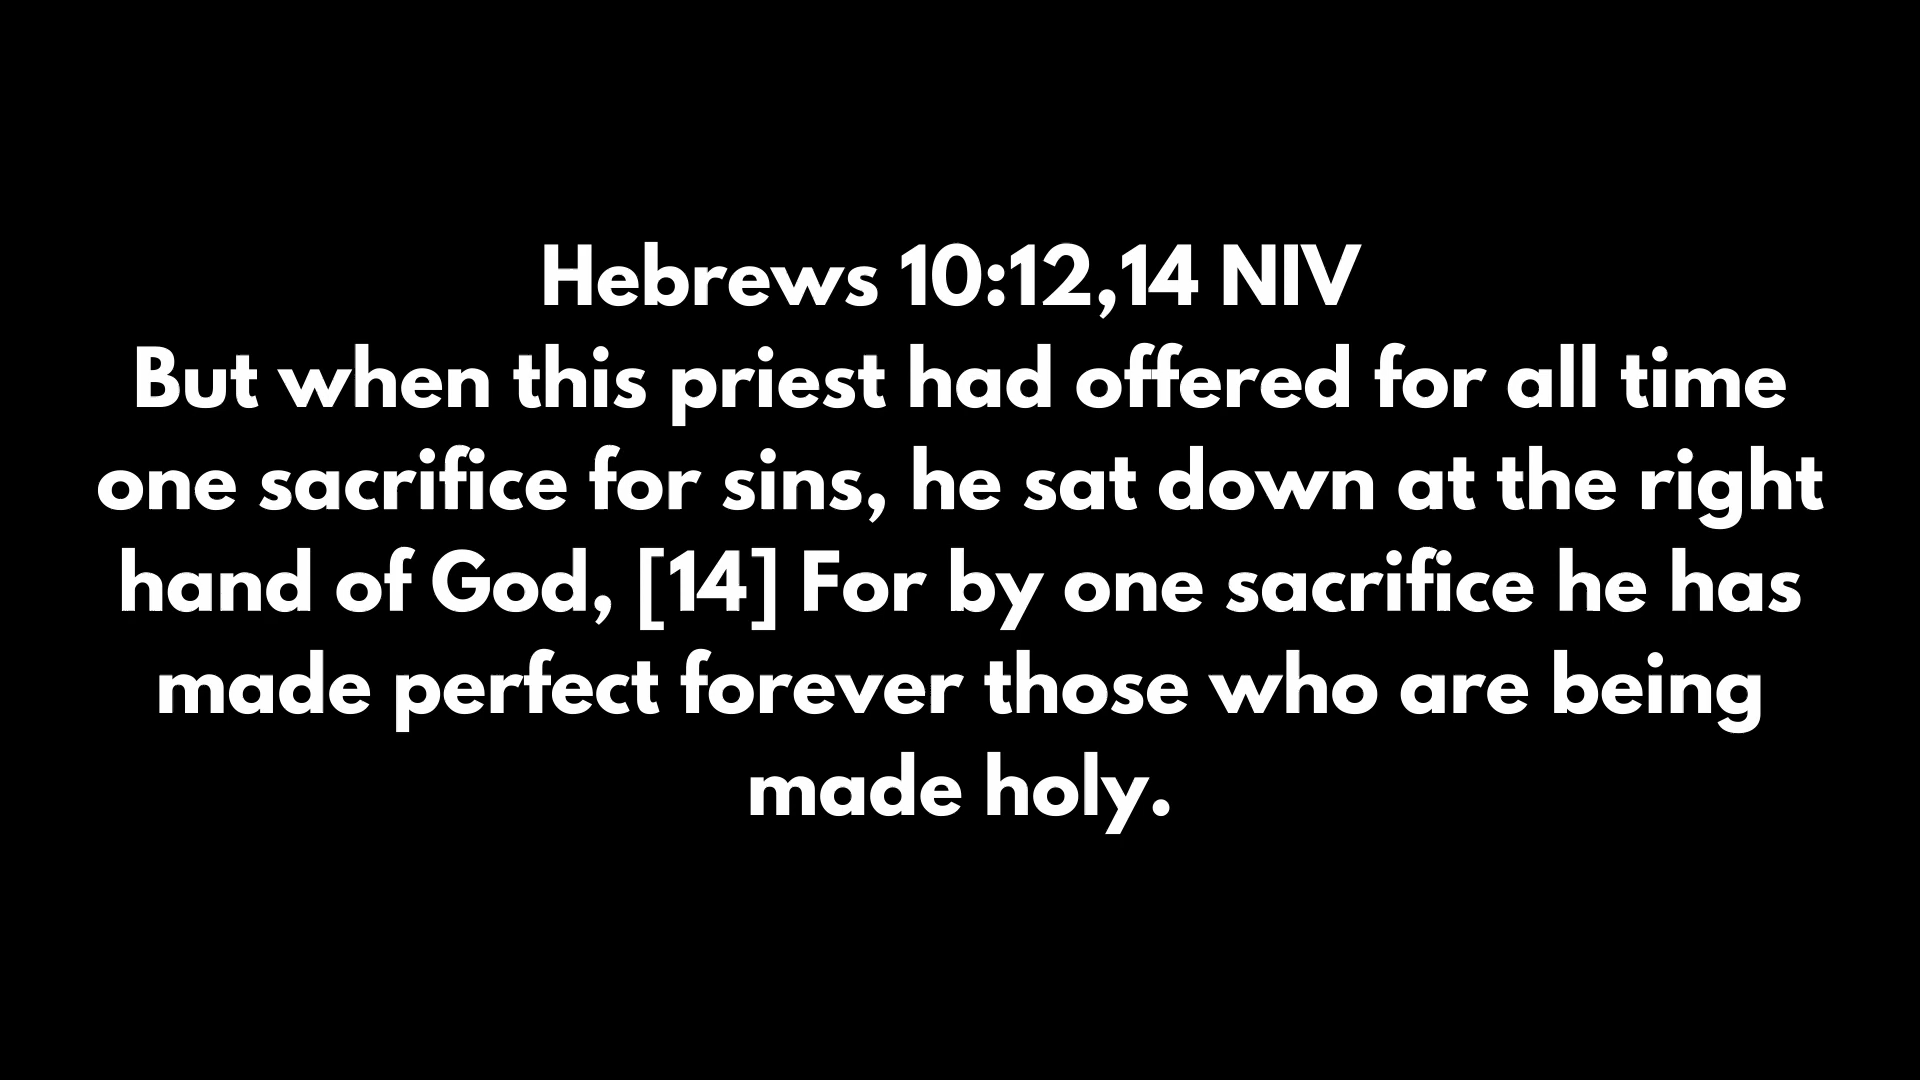 Hebrews 10:12,14 NIV
But when this priest had offered for all time
one sacrifice for sins, he sat down at the right
hand of God, [14] For by one sacrifice he has
made perfect forever those who are being
made holy.